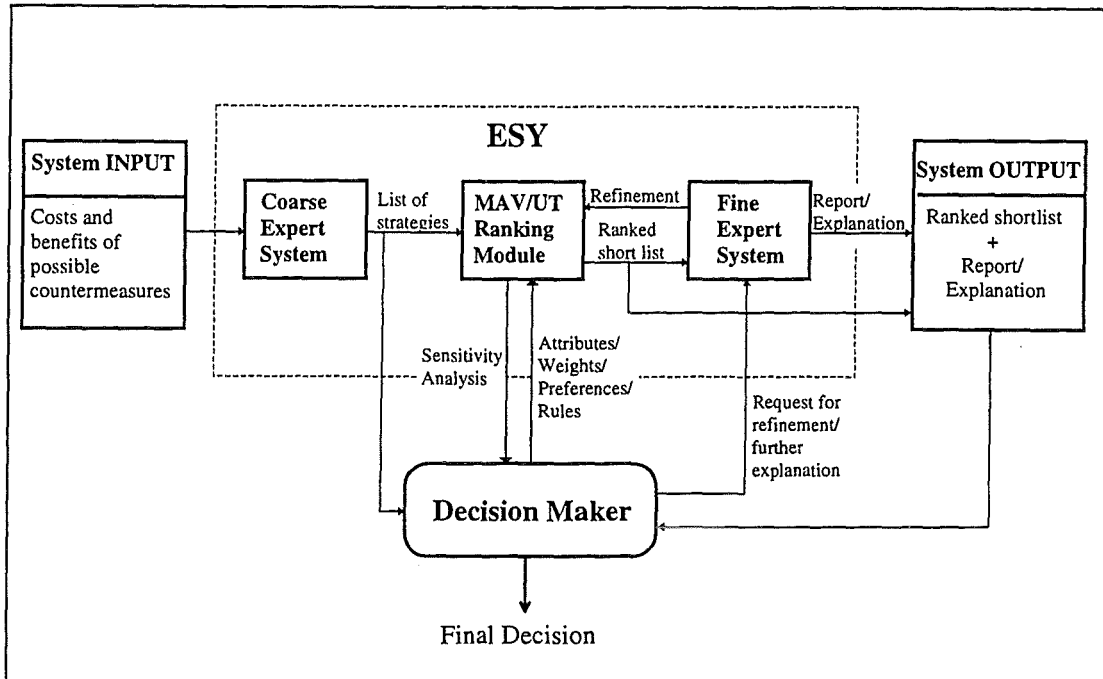 ESY
System INPUT
Costs and
benefits of
possible
countermeasures
Coarse
Expert
System
List of
strategies
MAV/UT
Ranking
Module
Refinement
Ranked
short list
Fine
Expert
System
Report/
Explanation
System OUTPUT
Ranked shortlist
+
Report/
Explanation
Sensitivity
Analysis
Attributes/
Weights/
Preferences/
Rules
Request for
refinement/
further
explanation
Decision Maker
Final Decision